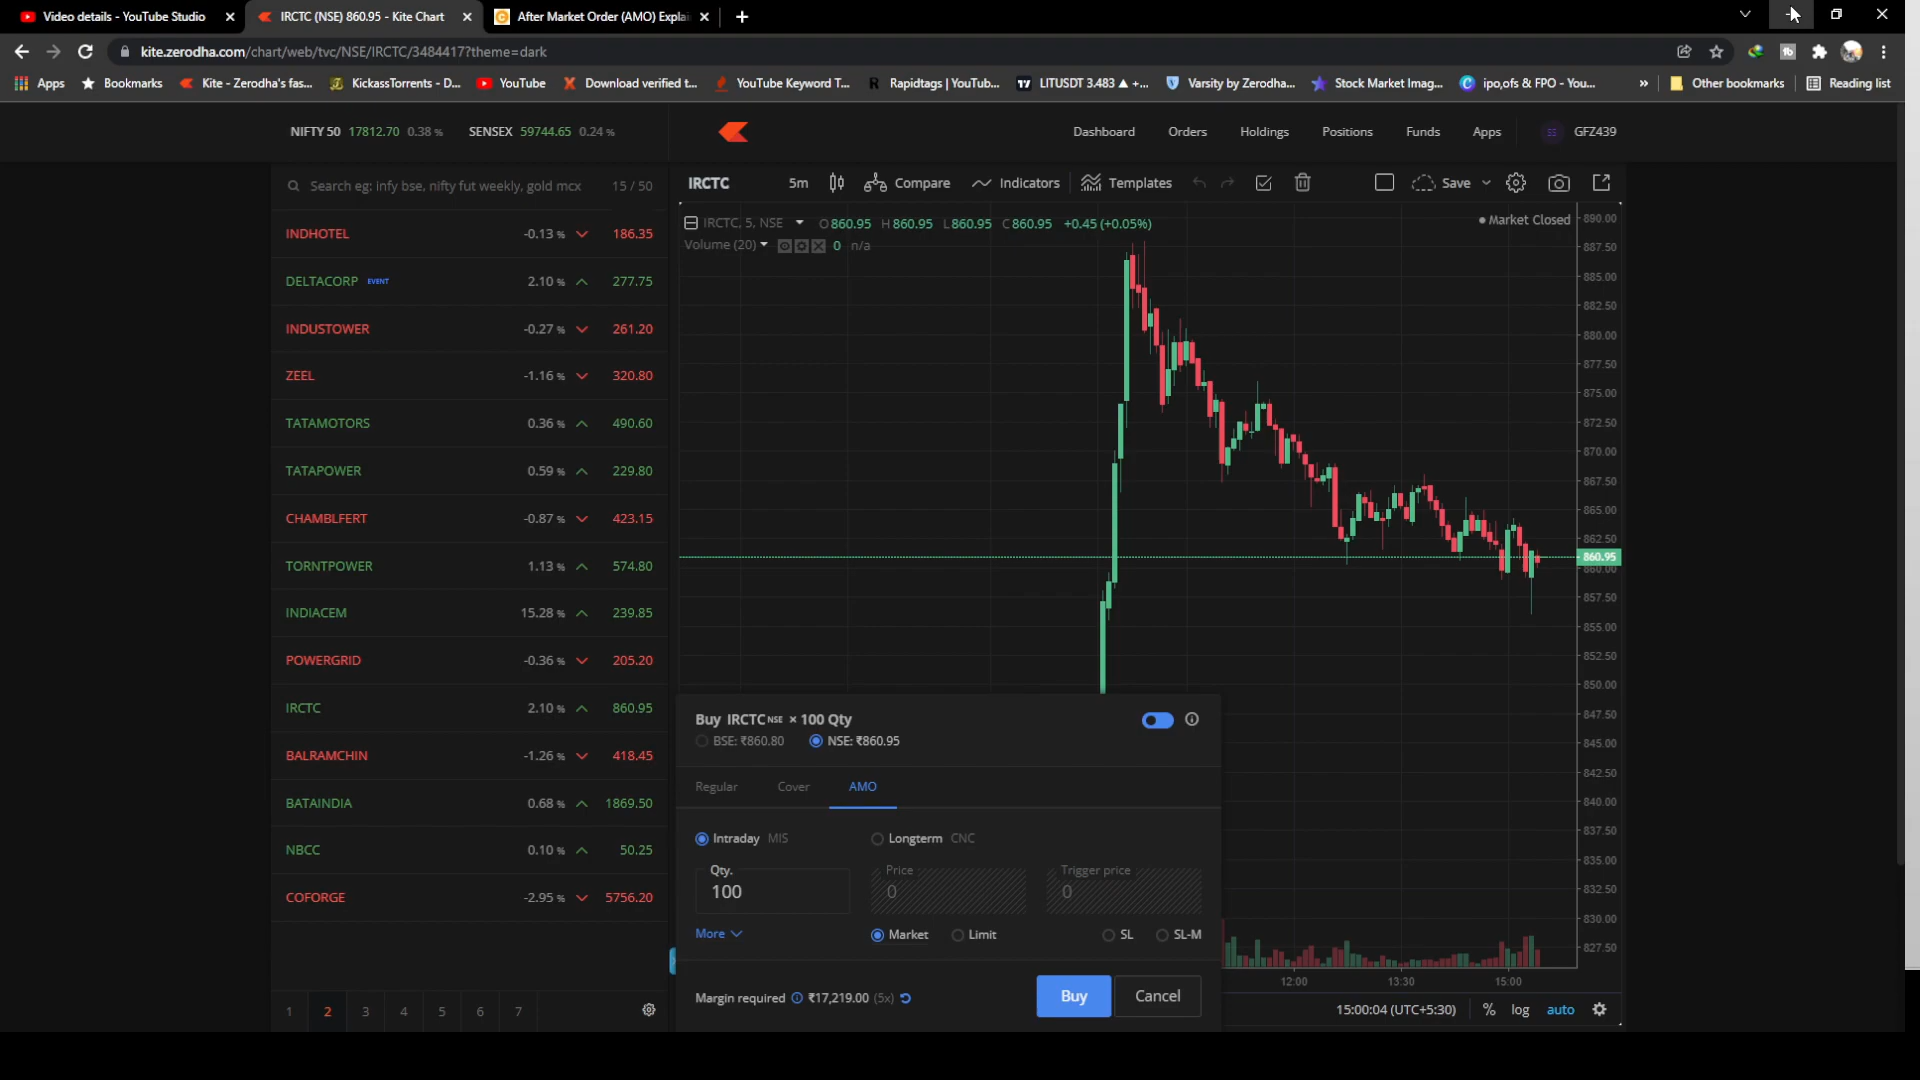 Video details - YouTube Studio
IRCTC (NSE) 860.95 - Kite Chart
After Market Order (AMO) Explai
kite.zerodha.com/chart/web/tvc/NSE/IRCTC/3484417?theme=dark
Apps
Bookmarks
Kite - Zerodha's fas...
KickassTorrents - D...
YouTube
Download verified t...
YouTube Keyword T...
Rapidtags | YouTub...
LITUSDT 3.483 ▲ +...
Varsity by Zerodha...
Stock Market Imag...
ipo,ofs & FPO - You...
»
Other bookmarks
Reading list
NIFTY 50 17812.70 0.38 %
SENSEX 59744.65 0.24 %
Dashboard
Orders
Holdings
Positions
Funds
Apps
GFZ439
Search eg: infy bse, nifty fut weekly, gold mcx
15 / 50
INDHOTEL -0.13 % 186.35
DELTACORP EVENT 2.10 % 277.75
INDUSTOWER -0.27 % 261.20
ZEEL -1.16 % 320.80
TATAMOTORS 0.36 % 490.60
TATAPOWER 0.59 % 229.80
CHAMBLFERT -0.87 % 423.15
TORNTPOWER 1.13 % 574.80
INDIACEM 15.28 % 239.85
POWERGRID -0.36 % 205.20
IRCTC 2.10 % 860.95
BALRAMCHIN -1.26 % 418.45
BATAINDIA 0.68 % 1869.50
NBCC 0.10 % 50.25
COFORGE -2.95 % 5756.20
1 2 3 4 5 6 7
IRCTC
5m
Compare
Indicators
Templates
Save
IRCTC, 5, NSE O860.95 H860.95 L860.95 C860.95 +0.45 (+0.05%)
Market Closed
Volume (20) 0 n/a
890.00
887.50
885.00
882.50
880.00
877.50
875.00
872.50
870.00
867.50
865.00
862.50
860.95
860.00
857.50
855.00
852.50
850.00
847.50
845.00
842.50
840.00
837.50
835.00
832.50
830.00
827.50
Buy IRCTC NSE × 100 Qty
BSE: ₹860.80
NSE: ₹860.95
Regular
Cover
AMO
Intraday MIS
Longterm CNC
Qty.
100
Price
0
Trigger price
0
More
Market
Limit
SL
SL-M
Margin required ₹17,219.00 (5x)
Buy
Cancel
12:00
13:30
15:00
15:00:04 (UTC+5:30)
%
log
auto